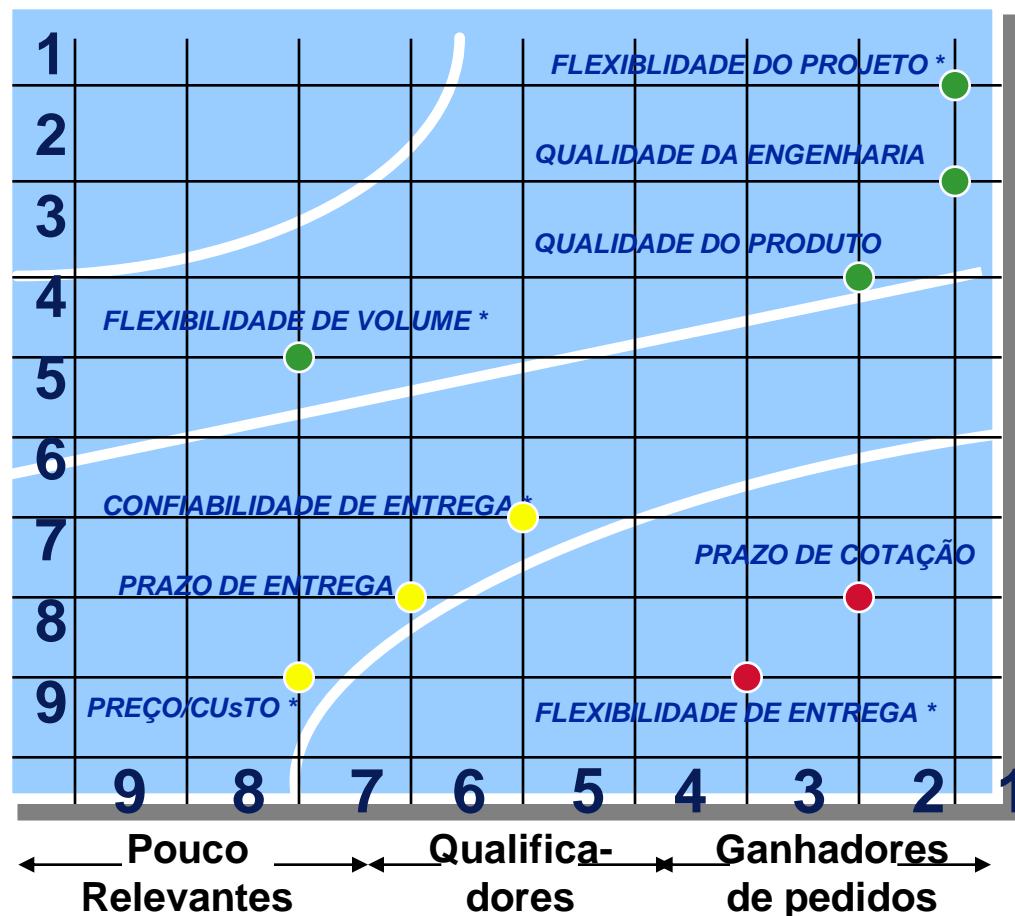 1
FLEXIBLIDADE DO PROJETO *
2
QUALIDADE DA ENGENHARIA
3
QUALIDADE DO PRODUTO
4
FLEXIBILIDADE DE VOLUME *
5
6
CONFIABILIDADE DE ENTREGA *
7
PRAZO DE COTAÇÃO
PRAZO DE ENTREGA
8
9
PREÇO/CUsTO *
FLEXIBILIDADE DE ENTREGA *
9 8 7 6 5 4 3 2 1
Pouco Qualifica- Ganhadores
Relevantes dores de pedidos